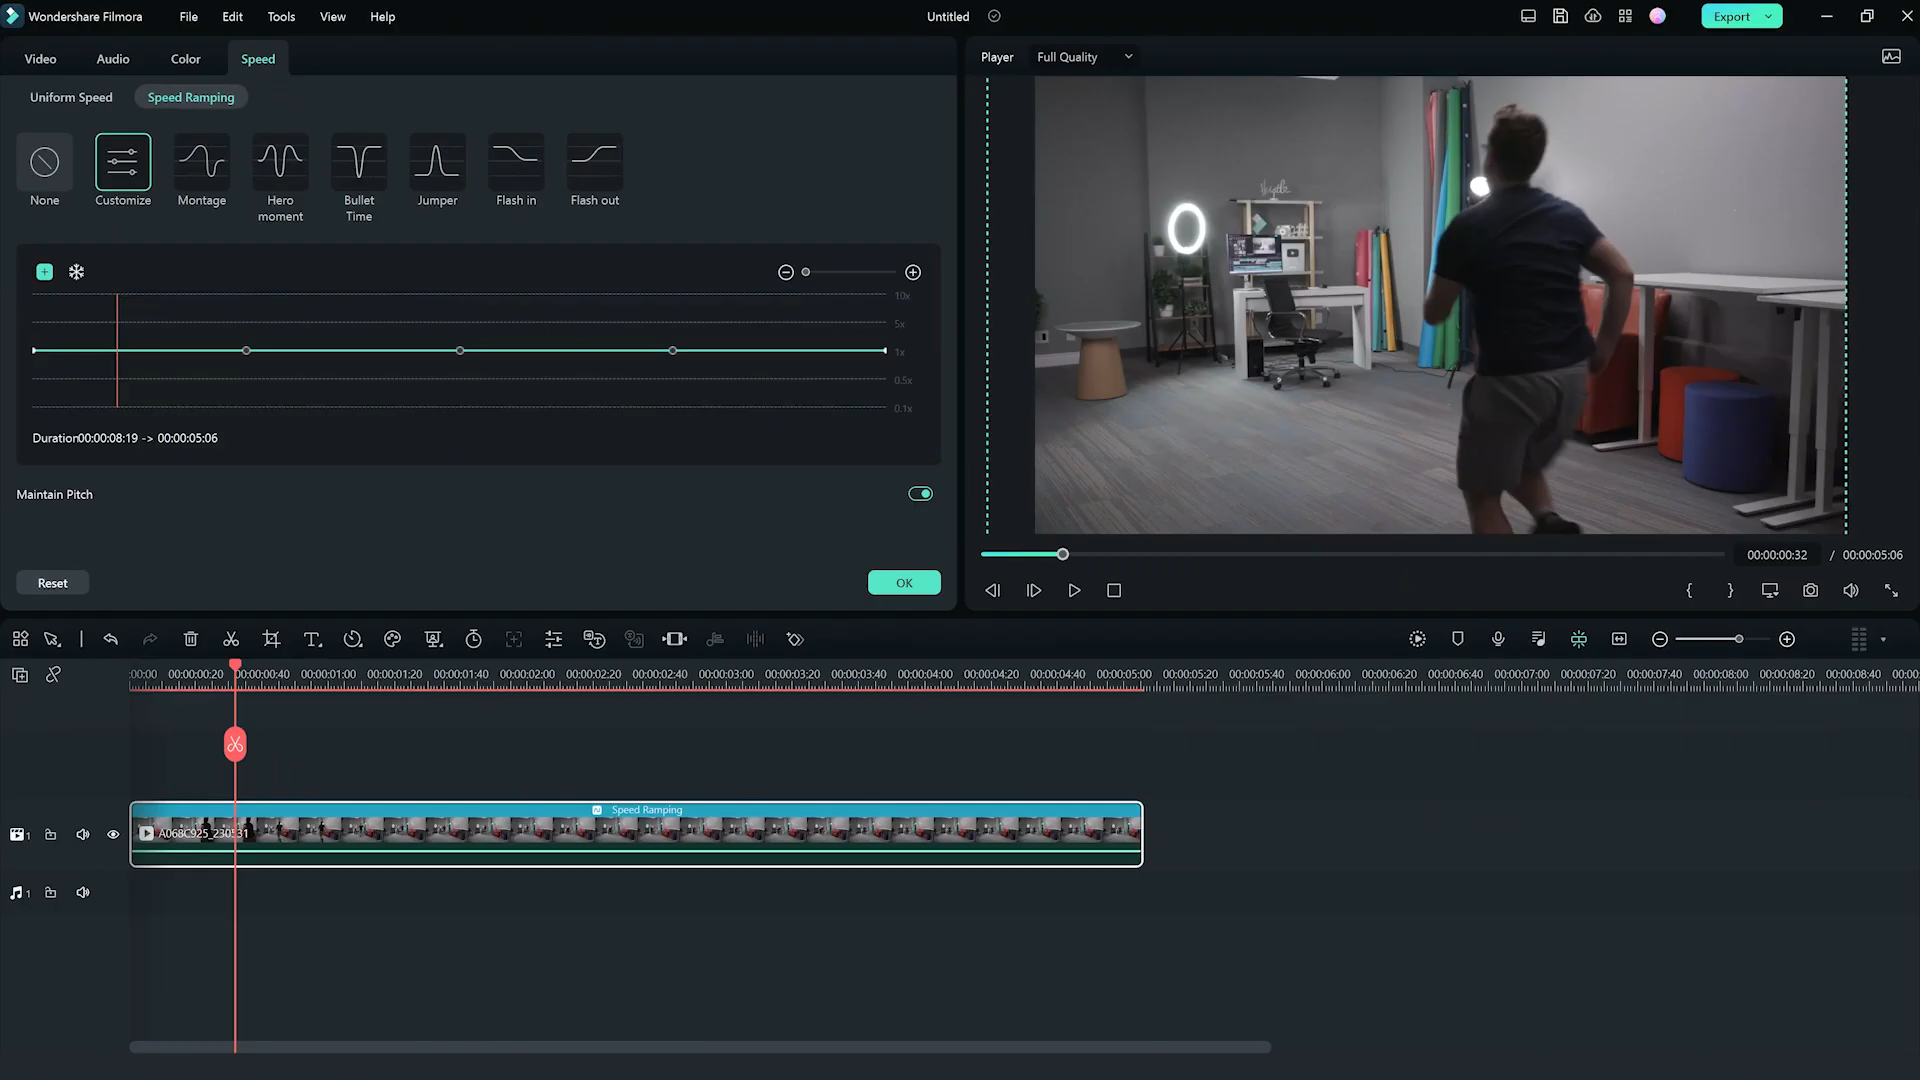 Wondershare Filmora
File
Edit
Tools
View
Help
Untitled
Export
Video
Audio
Color
Speed
Player
Full Quality
Uniform Speed
Speed Ramping
None
Customize
Montage
Hero moment
Bullet Time
Jumper
Flash in
Flash out
10x
5x
1x
0.5x
0.1x
Duration00:00:08:19 -> 00:00:05:06
Maintain Pitch
Reset
OK
Hustle
00:00:00:32 / 00:00:05:06
:00:00 00:00:00:20 00:00:00:40 00:00:01:00 00:00:01:20 00:00:01:40 00:00:02:00 00:00:02:20 00:00:02:40 00:00:03:00 00:00:03:20 00:00:03:40 00:00:04:00 00:00:04:20 00:00:04:40 00:00:05:00 00:00:05:20 00:00:05:40 00:00:06:00 00:00:06:20 00:00:06:40 00:00:07:00 00:00:07:20 00:00:07:40 00:00:08:00 00:00:08:20 00:00:08:40 00:00
Speed Ramping
A068C925_230531
1
1